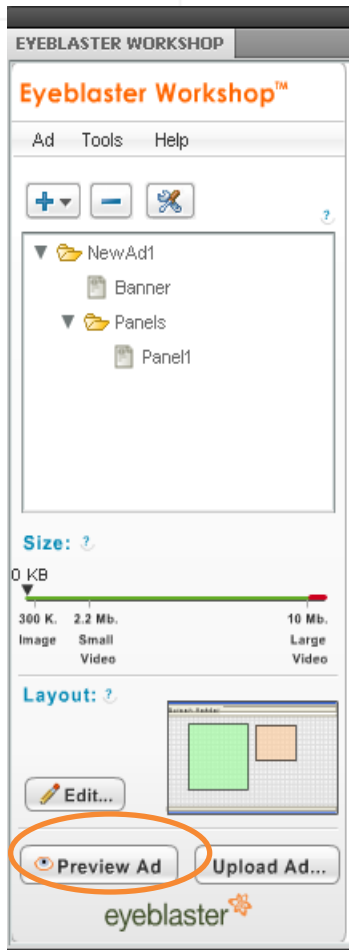 EYEBLASTER WORKSHOP
Eyeblaster Workshop™
Ad Tools Help
?
NewAd1
Banner
Panels
Panel1
Size: ?
0 KB
300 K. 2.2 Mb. 10 Mb.
Image Small Large
Video Video
Layout: ?
Edit...
Preview Ad Upload Ad...
eyeblaster